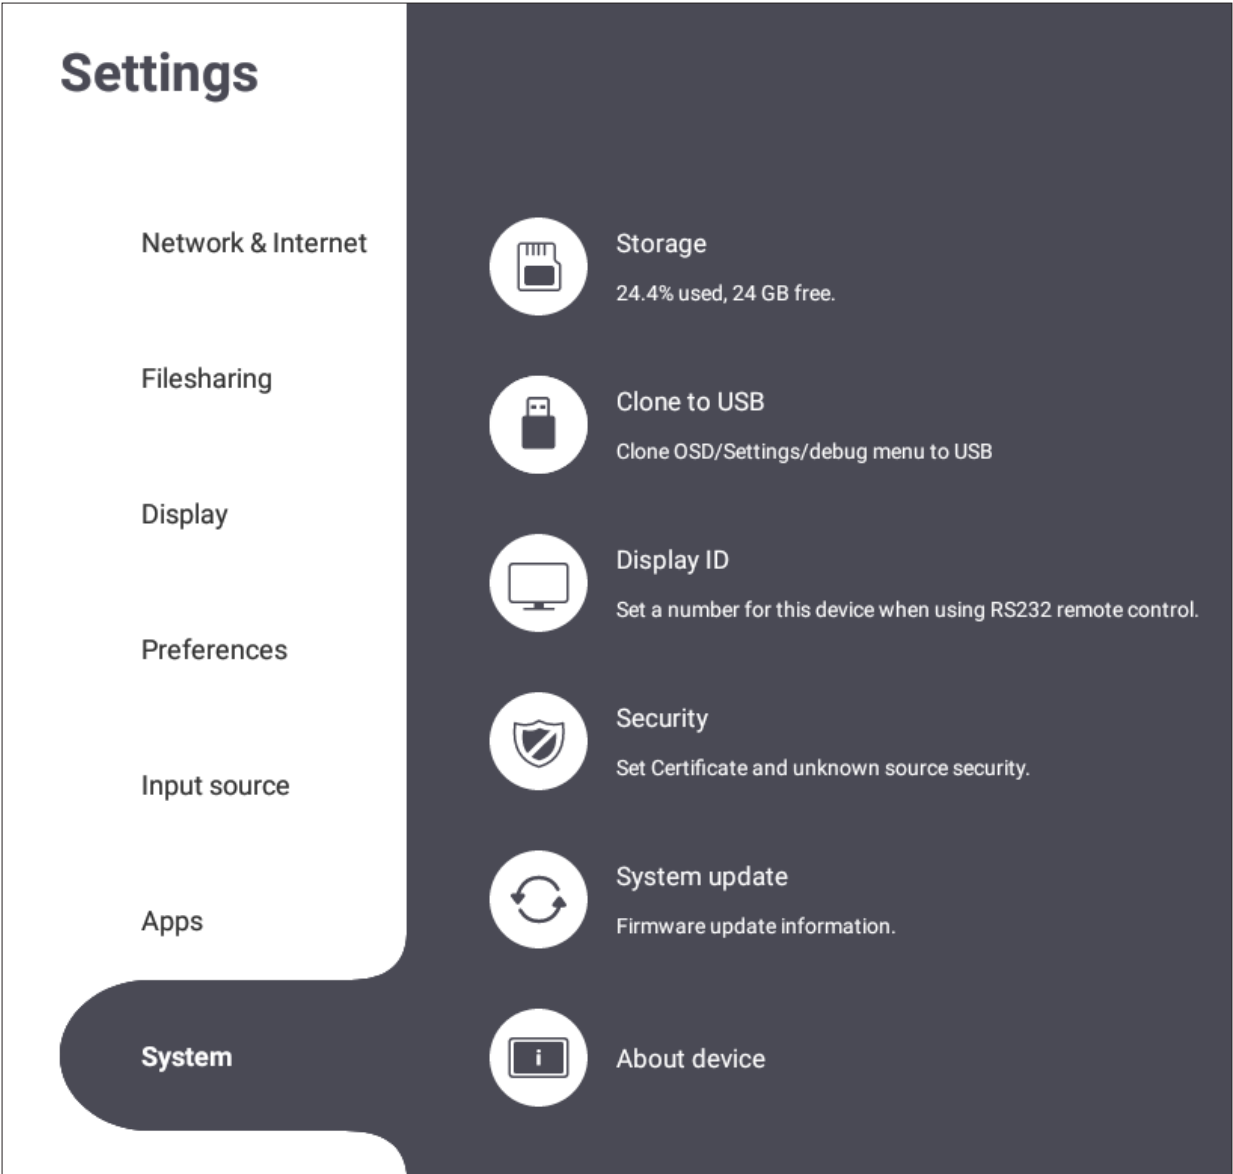 Settings
Network & Internet
Filesharing
Display
Preferences
Input source
Apps
System
Storage
24.4% used, 24 GB free.
Clone to USB
Clone OSD/Settings/debug menu to USB
Display ID
Set a number for this device when using RS232 remote control.
Security
Set Certificate and unknown source security.
System update
Firmware update information.
i
About device